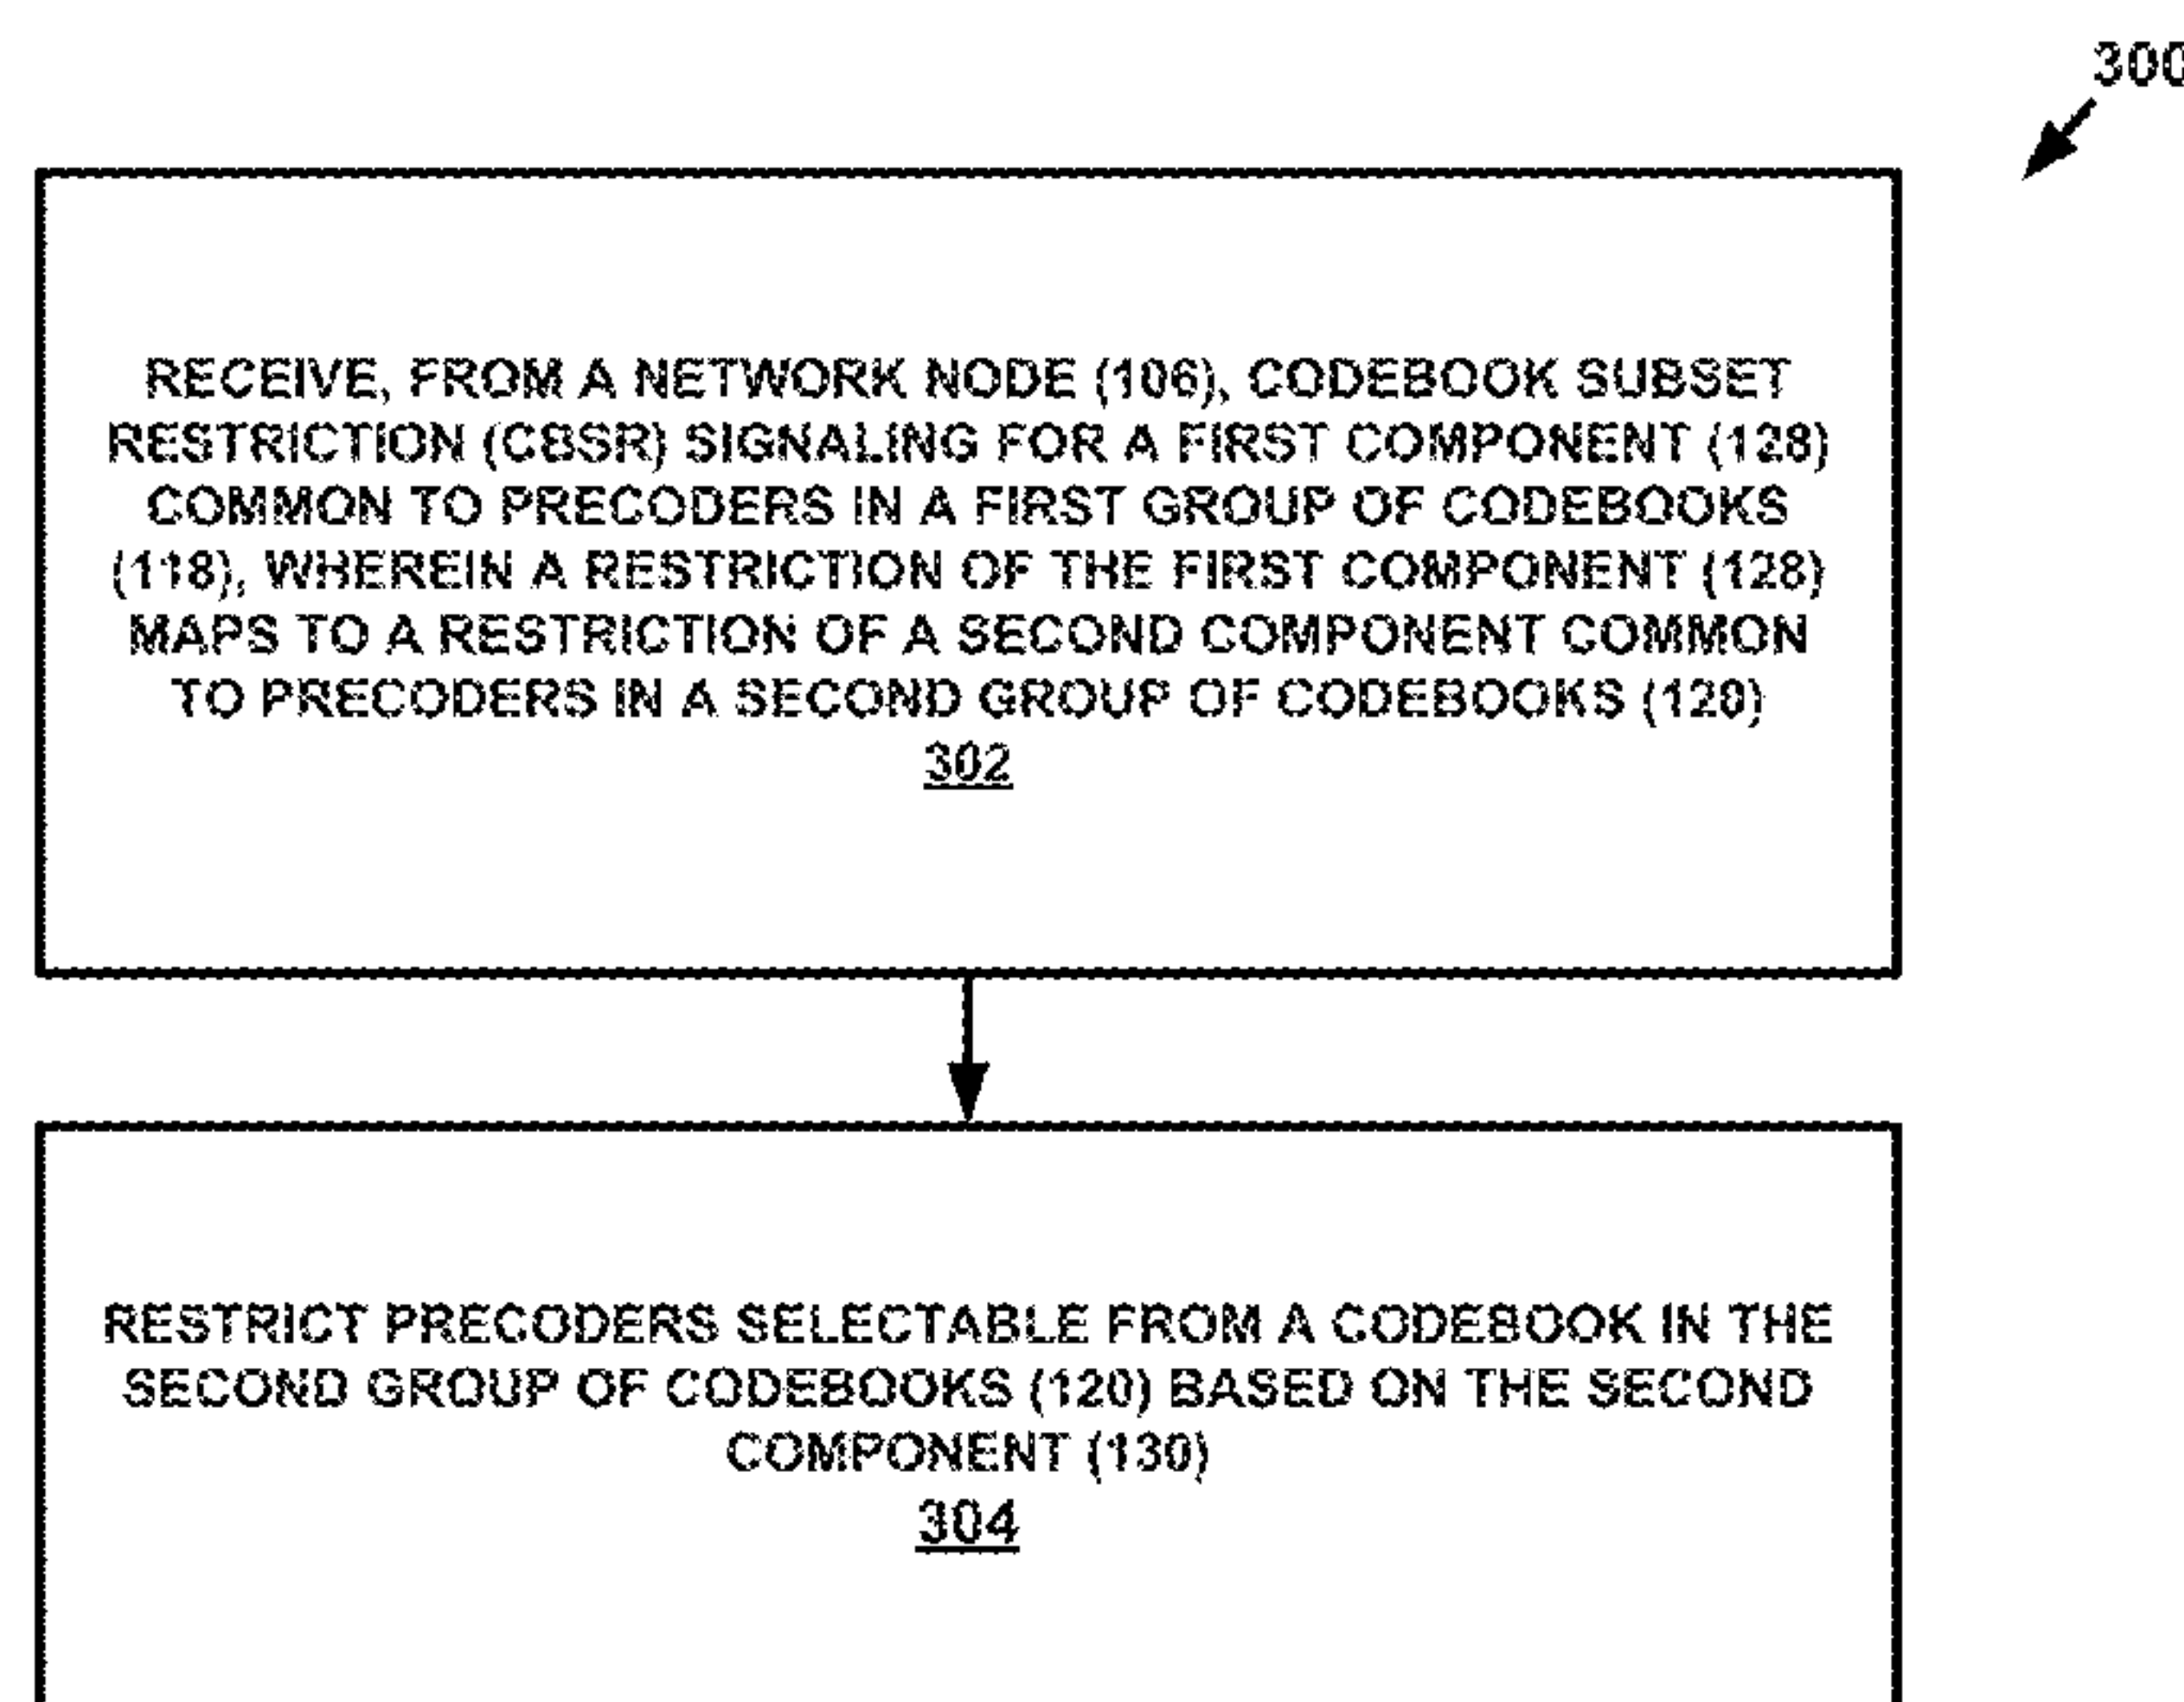 300
RECEIVE, FROM A NETWORK NODE (106), CODEBOOK SUBSET
RESTRICTION (CBSR) SIGNALING FOR A FIRST COMPONENT (128)
COMMON TO PRECODERS IN A FIRST GROUP OF CODEBOOKS
(118), WHEREIN A RESTRICTION OF THE FIRST COMPONENT (128)
MAPS TO A RESTRICTION OF A SECOND COMPONENT COMMON
TO PRECODERS IN A SECOND GROUP OF CODEBOOKS (120)
302
RESTRICT PRECODERS SELECTABLE FROM A CODEBOOK IN THE
SECOND GROUP OF CODEBOOKS (120) BASED ON THE SECOND
COMPONENT (130)
304